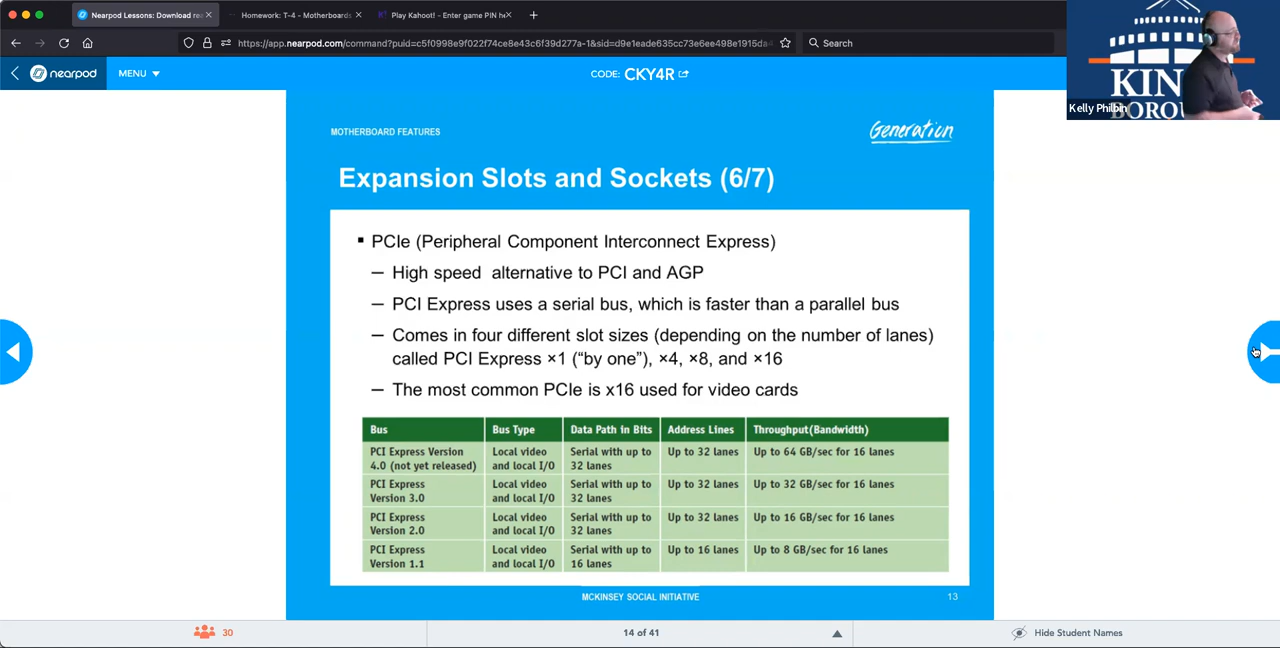 Nearpod Lessons: Download re
Homework: T-4 - Motherboards
Play Kahoot! - Enter game PIN he
https://app.nearpod.com/command?puid=c5f0998e9f022f74ce8e43c6f39d277a-1&sid=d9e1eade635cc73e6ee498e1915da4
Search
nearpod
MENU
CODE: CKY4R
KIN
BORO
Kelly Philbin
MOTHERBOARD FEATURES
Generation
Expansion Slots and Sockets (6/7)
▪ PCIe (Peripheral Component Interconnect Express)
– High speed alternative to PCI and AGP
– PCI Express uses a serial bus, which is faster than a parallel bus
– Comes in four different slot sizes (depending on the number of lanes)
called PCI Express ×1 (“by one”), ×4, ×8, and ×16
– The most common PCIe is x16 used for video cards
Bus Bus Type Data Path in Bits Address Lines Throughput(Bandwidth)
PCI Express Version Local video Serial with up to Up to 32 lanes Up to 64 GB/sec for 16 lanes
4.0 (not yet released) and local I/O 32 lanes
PCI Express Local video Serial with up to Up to 32 lanes Up to 32 GB/sec for 16 lanes
Version 3.0 and local I/O 32 lanes
PCI Express Local video Serial with up to Up to 32 lanes Up to 16 GB/sec for 16 lanes
Version 2.0 and local I/O 32 lanes
PCI Express Local video Serial with up to Up to 16 lanes Up to 8 GB/sec for 16 lanes
Version 1.1 and local I/O 16 lanes
MCKINSEY SOCIAL INITIATIVE
13
30
14 of 41
Hide Student Names